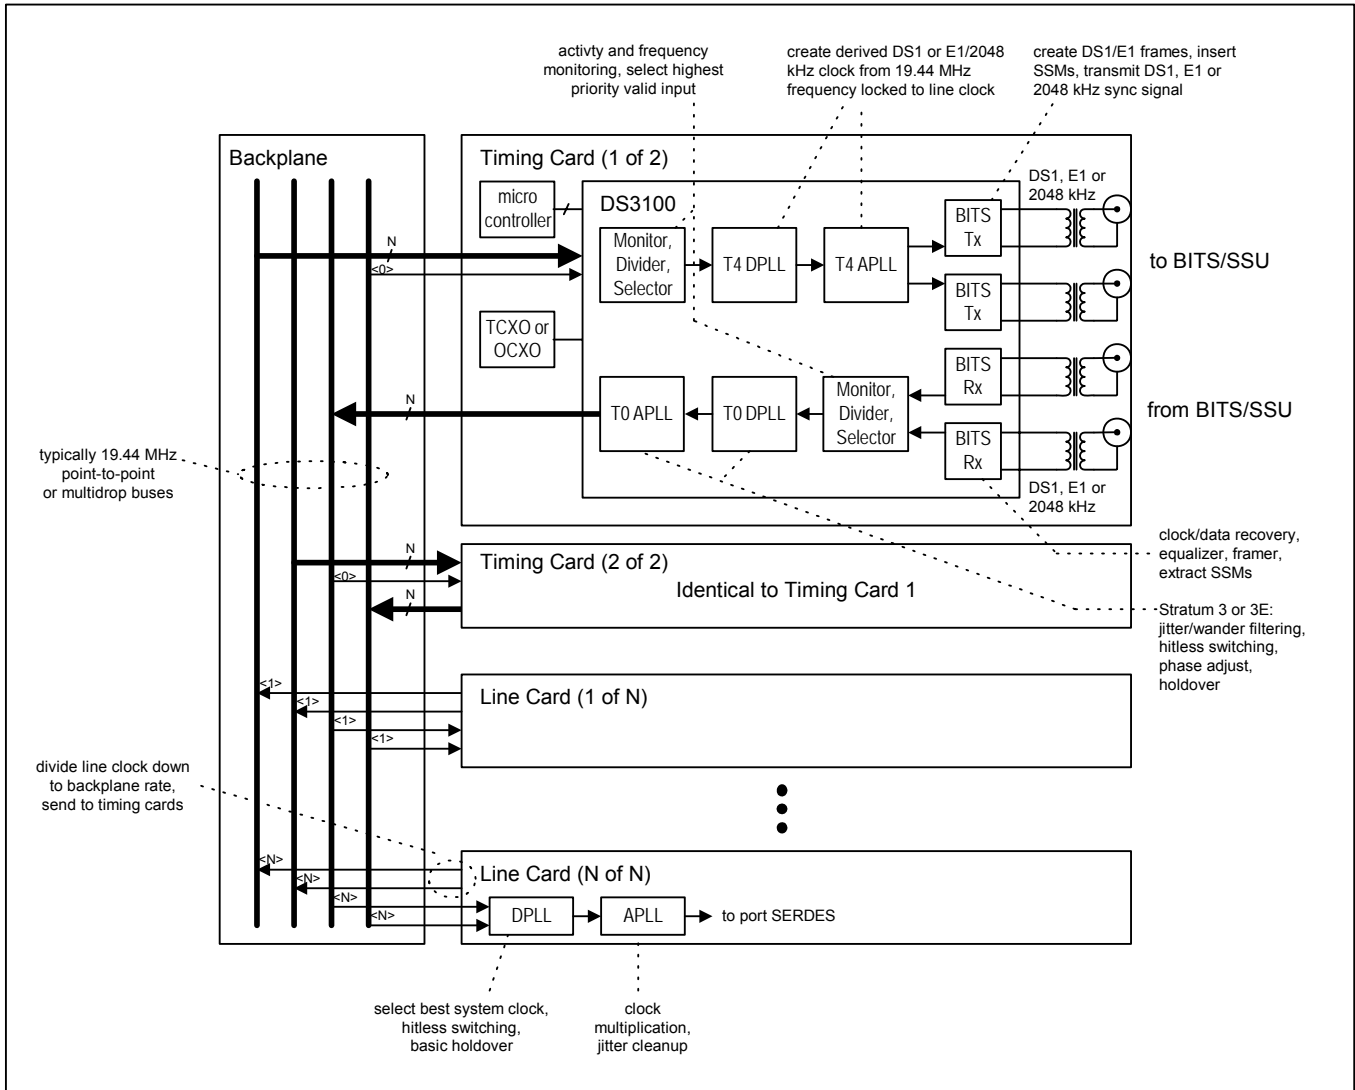 activty and frequency
monitoring, select highest
priority valid input
create derived DS1 or E1/2048
kHz clock from 19.44 MHz
frequency locked to line clock
create DS1/E1 frames, insert
SSMs, transmit DS1, E1 or
2048 kHz sync signal
Backplane
Timing Card (1 of 2)
micro
controller
DS3100
DS1, E1 or
2048 kHz
N
<0>
Monitor,
Divider,
Selector
T4 DPLL
T4 APLL
BITS
Tx
BITS
Tx
to BITS/SSU
TCXO or
OCXO
N
T0 APLL
T0 DPLL
Monitor,
Divider,
Selector
BITS
Rx
BITS
Rx
from BITS/SSU
DS1, E1 or
2048 kHz
typically 19.44 MHz
point-to-point
or multidrop buses
clock/data recovery,
equalizer, framer,
extract SSMs
N
<0>
N
Timing Card (2 of 2)
Identical to Timing Card 1
Stratum 3 or 3E:
jitter/wander filtering,
hitless switching,
phase adjust,
holdover
<1>
<1>
<1>
<1>
Line Card (1 of N)
divide line clock down
to backplane rate,
send to timing cards
<N>
<N>
<N>
<N>
Line Card (N of N)
DPLL
APLL
to port SERDES
select best system clock,
hitless switching,
basic holdover
clock
multiplication,
jitter cleanup